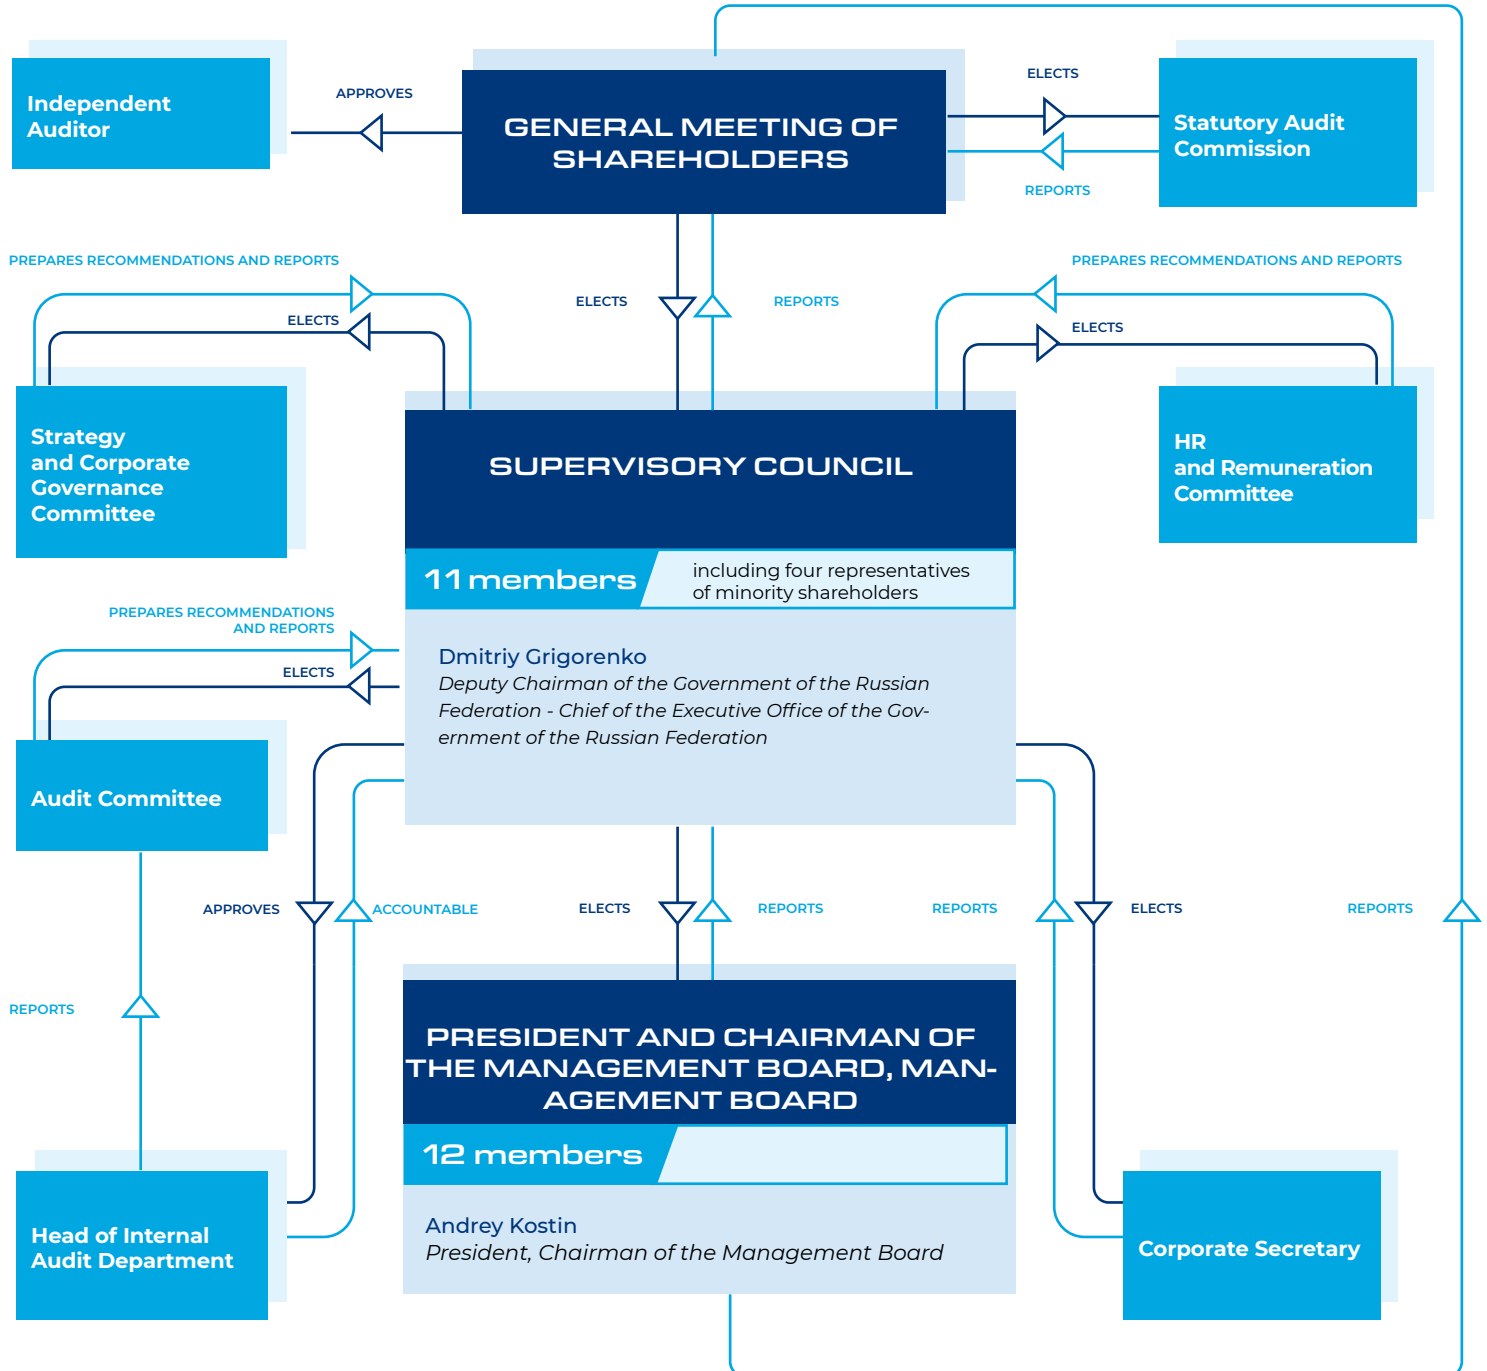 Independent
Auditor
APPROVES
GENERAL MEETING OF
SHAREHOLDERS
ELECTS
REPORTS
Statutory Audit
Commission
PREPARES RECOMMENDATIONS AND REPORTS
ELECTS
ELECTS
REPORTS
PREPARES RECOMMENDATIONS AND REPORTS
ELECTS
Strategy
and Corporate
Governance
Committee
SUPERVISORY COUNCIL
HR
and Remuneration
Committee
11 members
including four representatives
of minority shareholders
PREPARES RECOMMENDATIONS
AND REPORTS
ELECTS
Dmitriy Grigorenko
Deputy Chairman of the Government of the Russian
Federation - Chief of the Executive Office of the Gov-
ernment of the Russian Federation
Audit Committee
APPROVES
ACCOUNTABLE
ELECTS
REPORTS
REPORTS
ELECTS
REPORTS
REPORTS
PRESIDENT AND CHAIRMAN OF
THE MANAGEMENT BOARD, MAN-
AGEMENT BOARD
12 members
Andrey Kostin
President, Chairman of the Management Board
Head of Internal
Audit Department
Corporate Secretary